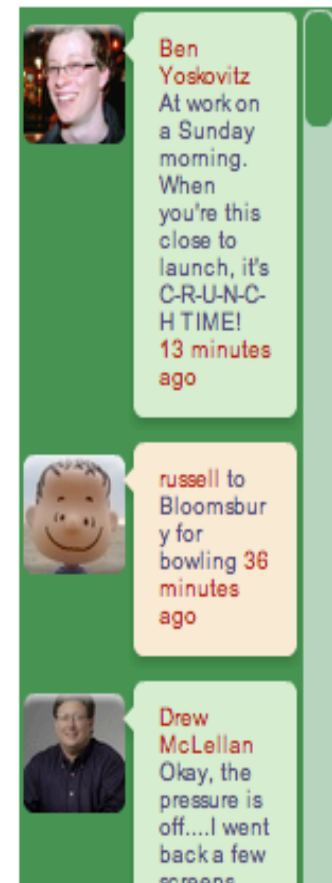 Ben
Yoskovitz
At work on
a Sunday
morning.
When
you're this
close to
launch, it's
C-R-U-N-C-
H TIME!
13 minutes
ago
russell to
Bloomsbur
y for
bowling 36
minutes
ago
Drew
McLellan
Okay, the
pressure is
off....I went
back a few
screens